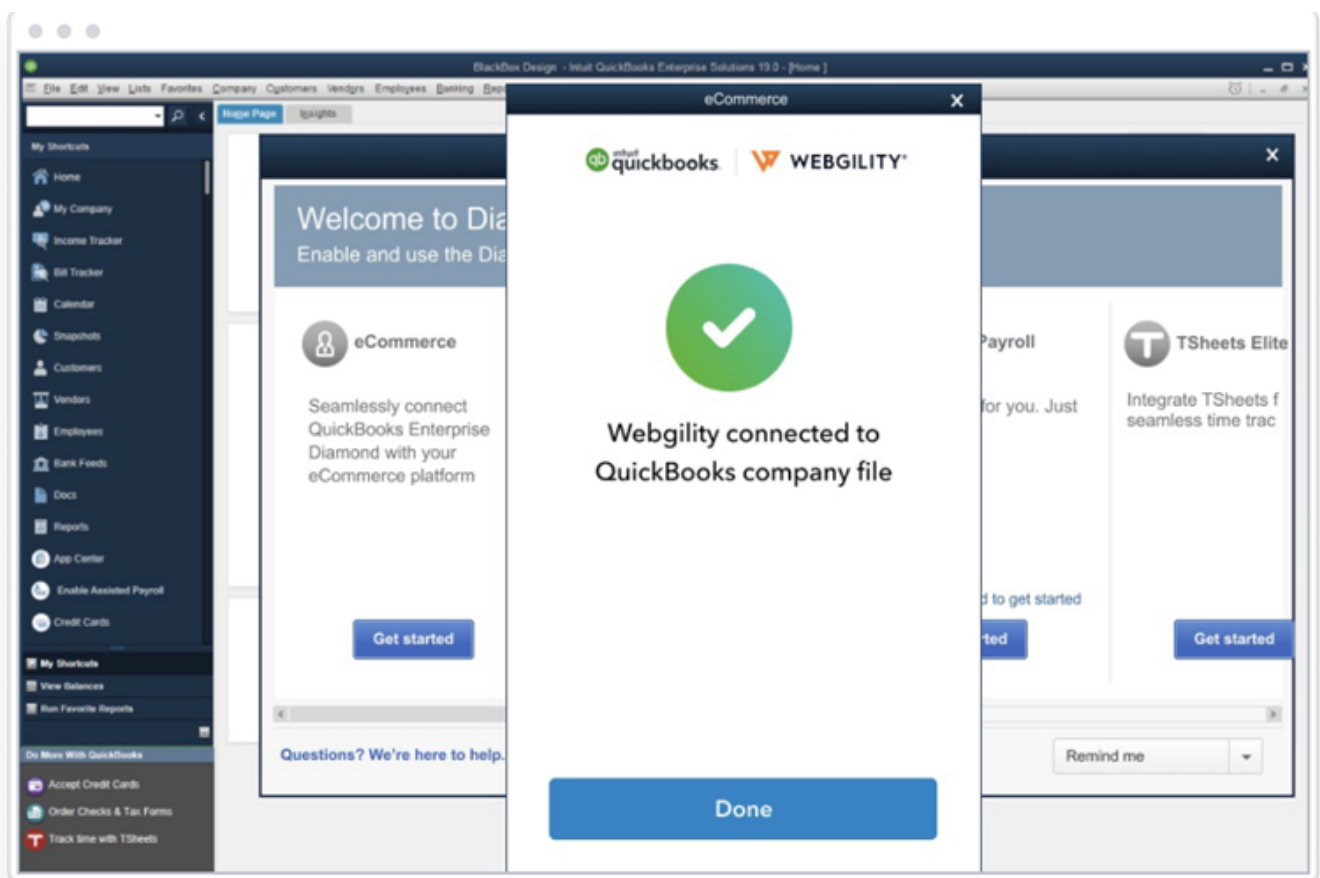 BlackBox Design - Intuit QuickBooks Enterprise Solutions 19.0 - [Home ]
File Edit View Lists Favorites Company Customers Vendors Employees Banking
Home Page Insights
My Shortcuts
Home
My Company
Income Tracker
Bill Tracker
Calendar
Snapshots
Customers
Vendors
Employees
Bank Feeds
Docs
Reports
App Center
Enable Assisted Payroll
Credit Cards
My Shortcuts
View Balances
Run Favorite Reports
Do More With QuickBooks
Accept Credit Cards
Order Checks & Tax Forms
Track time with TSheets
Welcome to Dia
Enable and use the Dia
eCommerce
Seamlessly connect
QuickBooks Enterprise
Diamond with your
eCommerce platform
Get started
Questions? We're here to help.
eCommerce
intuit
quickbooks. WEBGILITY
Webgility connected to
QuickBooks company file
Done
Payroll
for you. Just
d to get started
rted
TSheets Elite
Integrate TSheets f
seamless time trac
Get started
Remind me